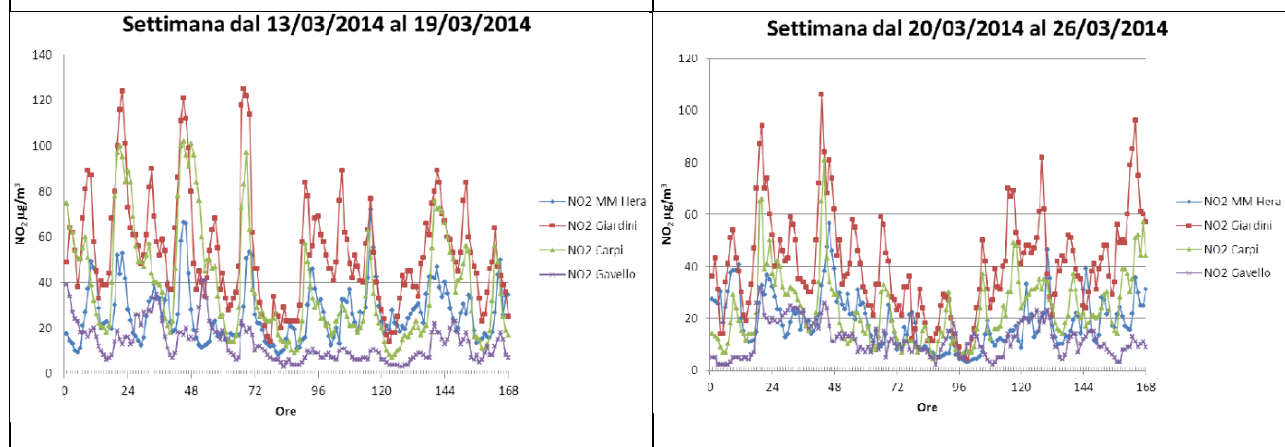 Settimana dal 13/03/2014 al 19/03/2014
140
120
100
80
60
40
20
0
NO₂ µg/m³
0 24 48 72 96 120 144 168
Ore
NO2 MM Hera
NO2 Giardini
NO2 Carpi
NO2 Gavello
Settimana dal 20/03/2014 al 26/03/2014
120
100
80
60
40
20
0
NO₂ µg/m³
0 24 48 72 96 120 144 168
Ore
NO2 MM Hera
NO2 Giardini
NO2 Carpi
NO2 Gavello